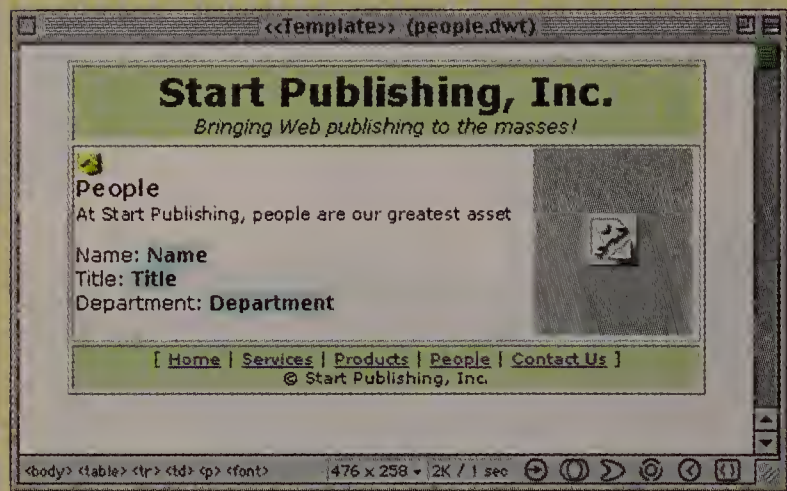 <<Template>> (people.dwt)
Start Publishing, Inc.
Bringing Web publishing to the masses!
People
At Start Publishing, people are our greatest asset
Name: Name
Title: Title
Department: Department
[ Home | Services | Products | People | Contact Us ]
© Start Publishing, Inc.
<body> <table> <tr> <td> <p> <font> 476 x 258 2K / 1 sec